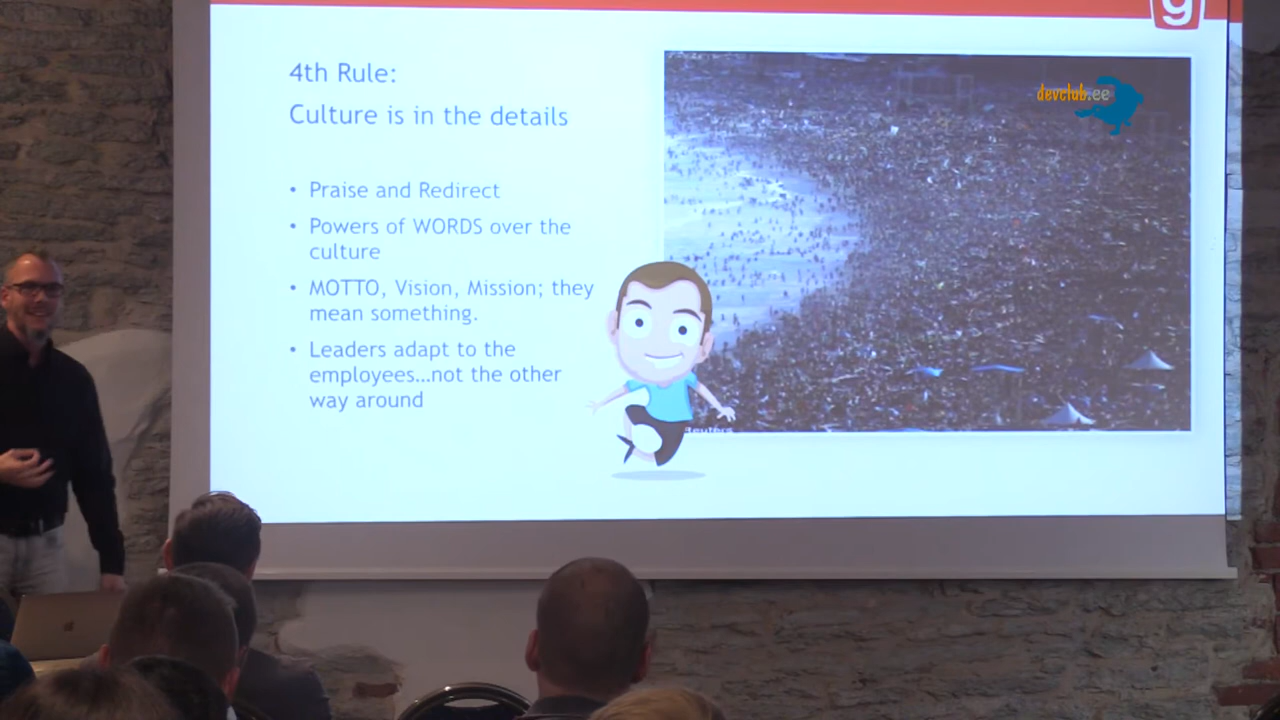 g
4th Rule:
devclub.ee
Culture is in the details
• Praise and Redirect
• Powers of WORDS over the
culture
• MOTTO, Vision, Mission; they
mean something.
• Leaders adapt to the
employees...not the other
way around
Reuters